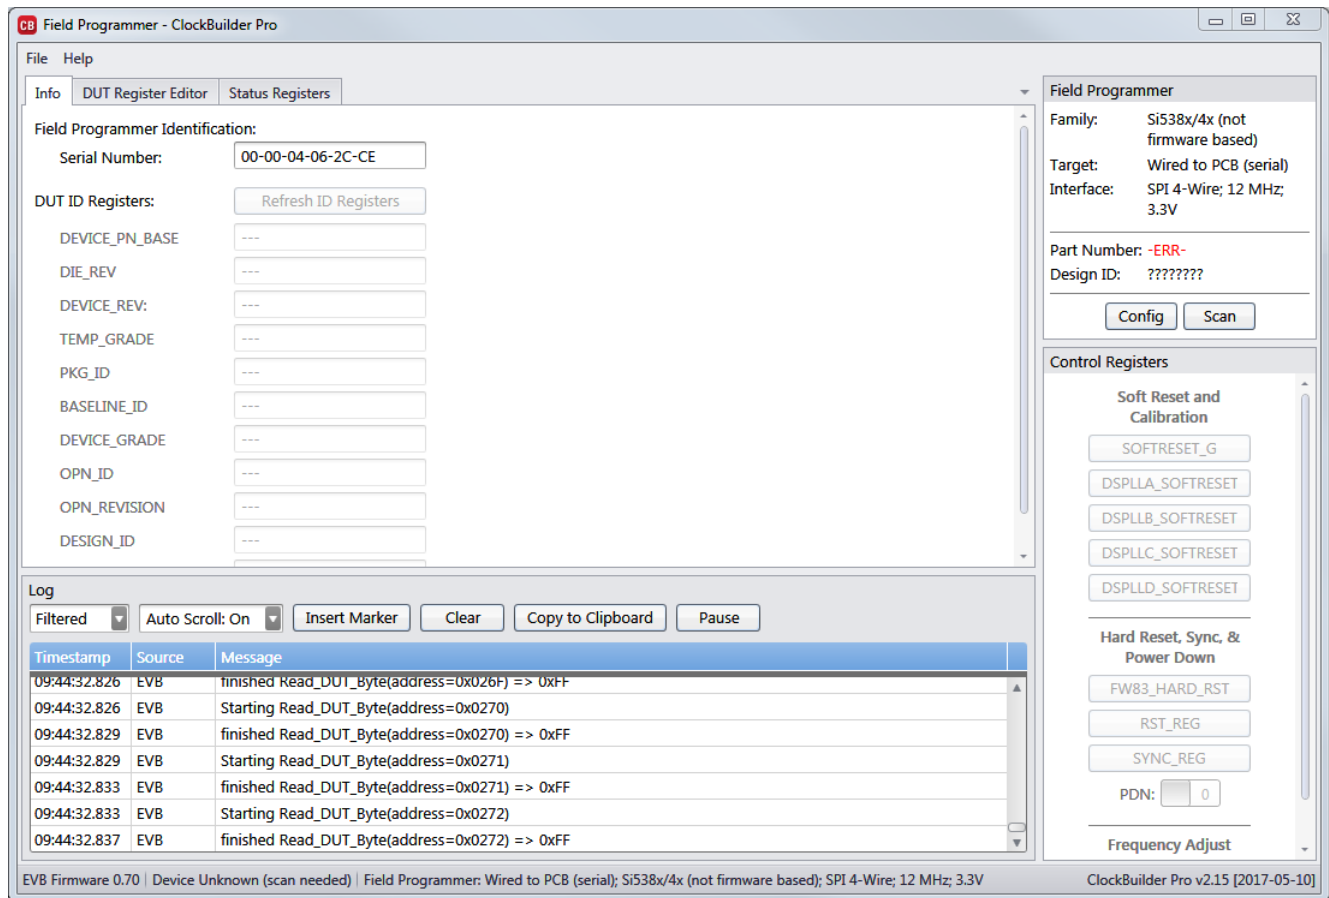 CB Field Programmer - ClockBuilder Pro
File Help
Info DUT Register Editor Status Registers
Field Programmer Identification:
Serial Number: 00-00-04-06-2C-CE
DUT ID Registers: Refresh ID Registers
DEVICE_PN_BASE ---
DIE_REV ---
DEVICE_REV: ---
TEMP_GRADE ---
PKG_ID ---
BASELINE_ID ---
DEVICE_GRADE ---
OPN_ID ---
OPN_REVISION ---
DESIGN_ID ---
Log
Filtered Auto Scroll: On Insert Marker Clear Copy to Clipboard Pause
Timestamp Source Message
09:44:32.826 EVB finished Read_DUT_Byte(address=0x026F) => 0xFF
09:44:32.826 EVB Starting Read_DUT_Byte(address=0x0270)
09:44:32.829 EVB finished Read_DUT_Byte(address=0x0270) => 0xFF
09:44:32.829 EVB Starting Read_DUT_Byte(address=0x0271)
09:44:32.833 EVB finished Read_DUT_Byte(address=0x0271) => 0xFF
09:44:32.833 EVB Starting Read_DUT_Byte(address=0x0272)
09:44:32.837 EVB finished Read_DUT_Byte(address=0x0272) => 0xFF
Field Programmer
Family: Si538x/4x (not
firmware based)
Target: Wired to PCB (serial)
Interface: SPI 4-Wire; 12 MHz;
3.3V
Part Number: -ERR-
Design ID: ????????
Config Scan
Control Registers
Soft Reset and
Calibration
SOFTRESET_G
DSPLLA_SOFTRESET
DSPLLB_SOFTRESET
DSPLLC_SOFTRESET
DSPLLD_SOFTRESET
Hard Reset, Sync, &
Power Down
FW83_HARD_RST
RST_REG
SYNC_REG
PDN: 0
Frequency Adjust
EVB Firmware 0.70 | Device Unknown (scan needed) | Field Programmer: Wired to PCB (serial); Si538x/4x (not firmware based); SPI 4-Wire; 12 MHz; 3.3V ClockBuilder Pro v2.15 [2017-05-10]